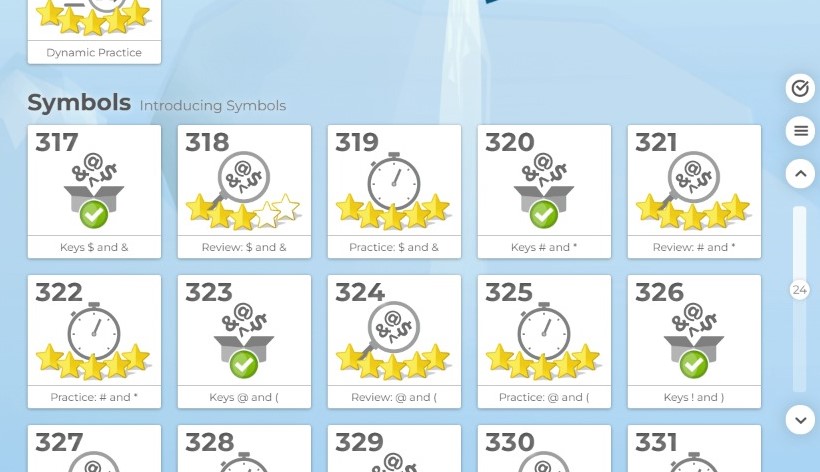 Dynamic Practice
Symbols Introducing Symbols
317
318
319
320
321
Keys $ and &
Review: $ and &
Practice: $ and &
Keys # and *
Review: # and *
24
322
323
324
325
326
Practice: # and *
Keys @ and (
Review: @ and (
Practice: @ and (
Keys ! and )
327
328
329
330
331